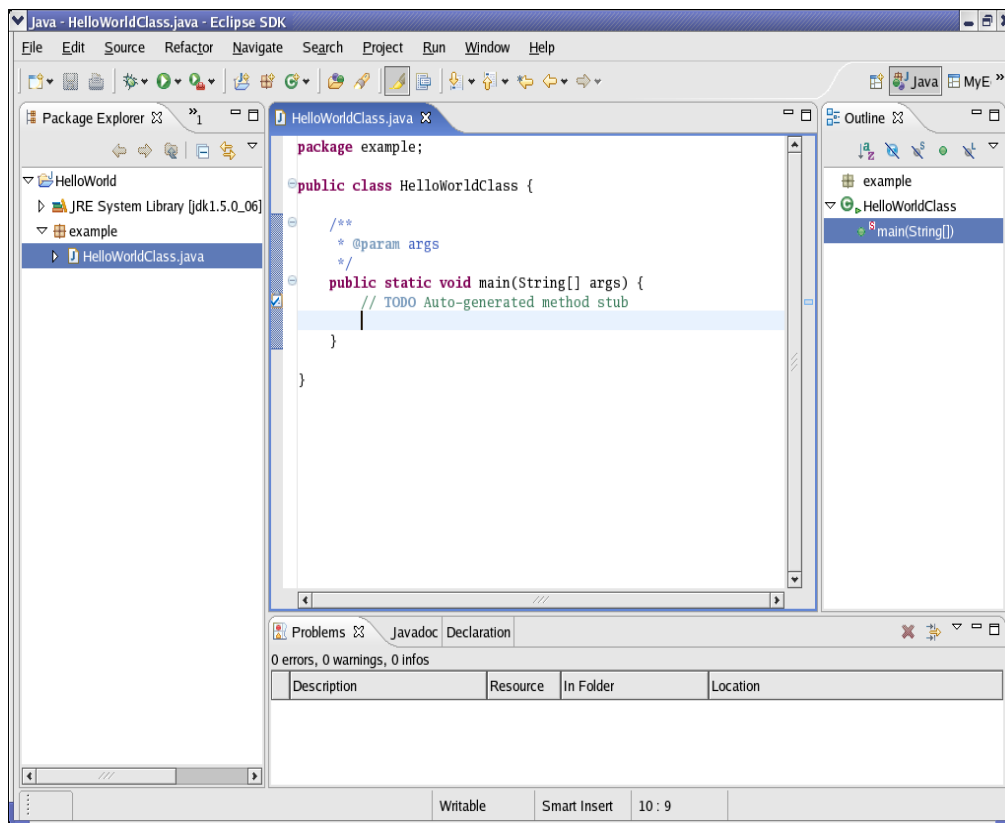 Java - HelloWorldClass.java - Eclipse SDK
File Edit Source Refactor Navigate Search Project Run Window Help
Java MyE »
Package Explorer »1
HelloWorld
JRE System Library [jdk1.5.0_06]
example
HelloWorldClass.java
HelloWorldClass.java
package example;
public class HelloWorldClass {
/**
* @param args
*/
public static void main(String[] args) {
// TODO Auto-generated method stub
}
}
Outline
example
HelloWorldClass
main(String[])
Problems Javadoc Declaration
0 errors, 0 warnings, 0 infos
Description Resource In Folder Location
Writable Smart Insert 10 : 9